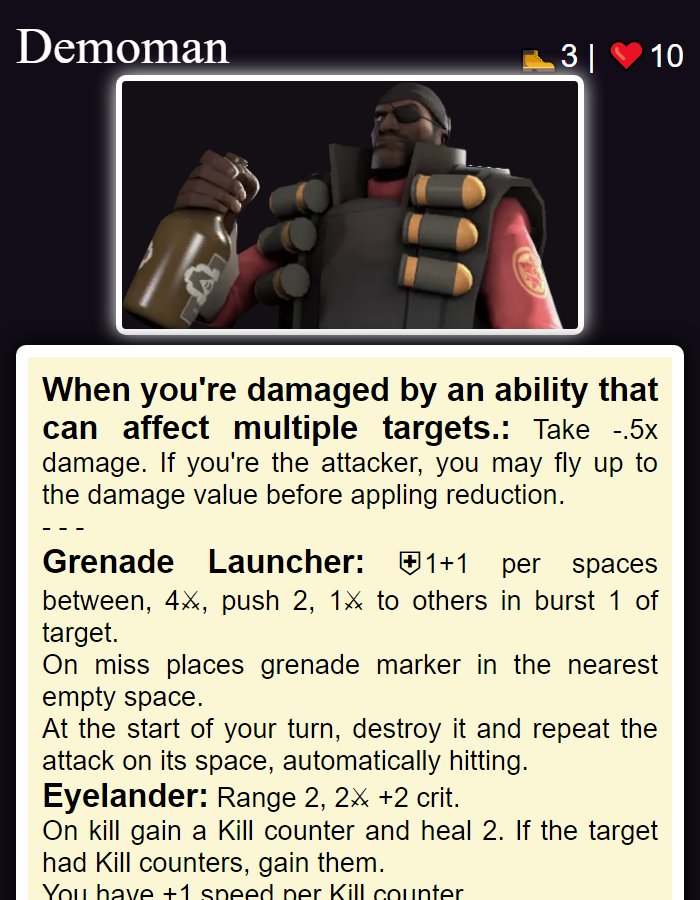 Demoman
🥾3 | ❤️10
When you're damaged by an ability that
can affect multiple targets.: Take -.5x
damage. If you're the attacker, you may fly up to
the damage value before appling reduction.
- - -
Grenade Launcher: ⛨1+1 per spaces
between, 4⚔, push 2, 1⚔ to others in burst 1 of
target.
On miss places grenade marker in the nearest
empty space.
At the start of your turn, destroy it and repeat the
attack on its space, automatically hitting.
Eyelander: Range 2, 2⚔ +2 crit.
On kill gain a Kill counter and heal 2. If the target
had Kill counters, gain them.
You have +1 speed per Kill counter.